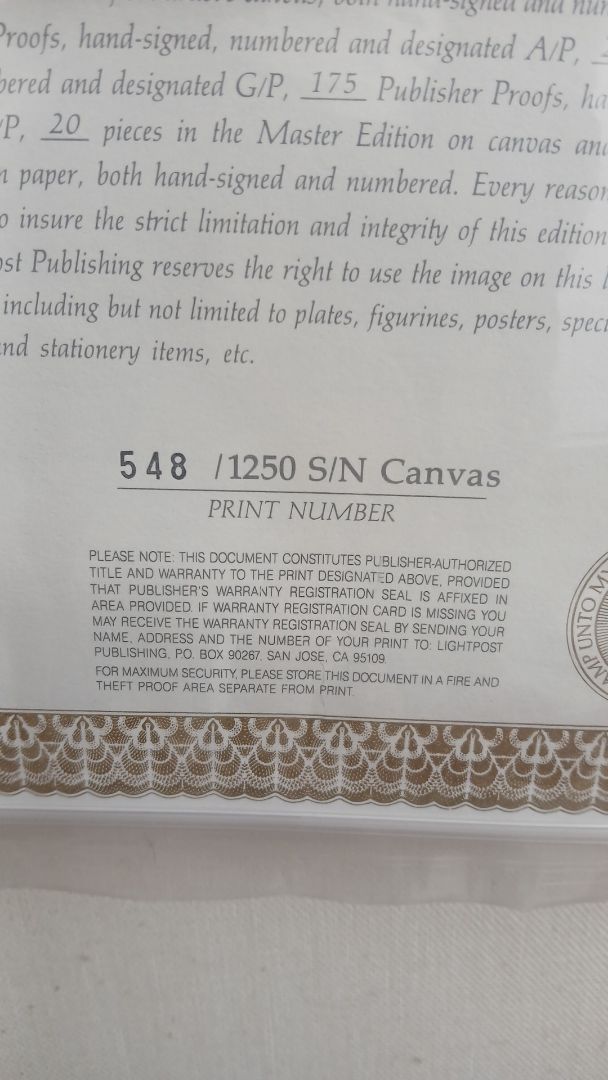 hand-signed and
Proofs, hand-signed, numbered and designated A/P,
and designated G/P, 175 Publisher Proofs,
20 pieces in the Master Edition on canvas
paper, both hand-signed and numbered. Every
insure the strict limitation and integrity of this edition
Publishing reserves the right to use the image on this
including but not limited to plates, figurines, posters,
and stationery items, etc.
548 /1250 S/N Canvas
PRINT NUMBER
PLEASE NOTE: THIS DOCUMENT CONSTITUTES PUBLISHER-AUTHORIZED
TITLE AND WARRANTY TO THE PRINT DESIGNATED ABOVE, PROVIDED
THAT PUBLISHER'S WARRANTY REGISTRATION SEAL IS AFFIXED IN
AREA PROVIDED. IF WARRANTY REGISTRATION CARD IS MISSING YOU
MAY RECEIVE THE WARRANTY REGISTRATION SEAL BY SENDING YOUR
NAME, ADDRESS AND THE NUMBER OF YOUR PRINT TO: LIGHTPOST
PUBLISHING, P.O. BOX 90267, SAN JOSE, CA 95109.
FOR MAXIMUM SECURITY, PLEASE STORE THIS DOCUMENT IN A FIRE AND
THEFT PROOF AREA SEPARATE FROM PRINT.
UNTO